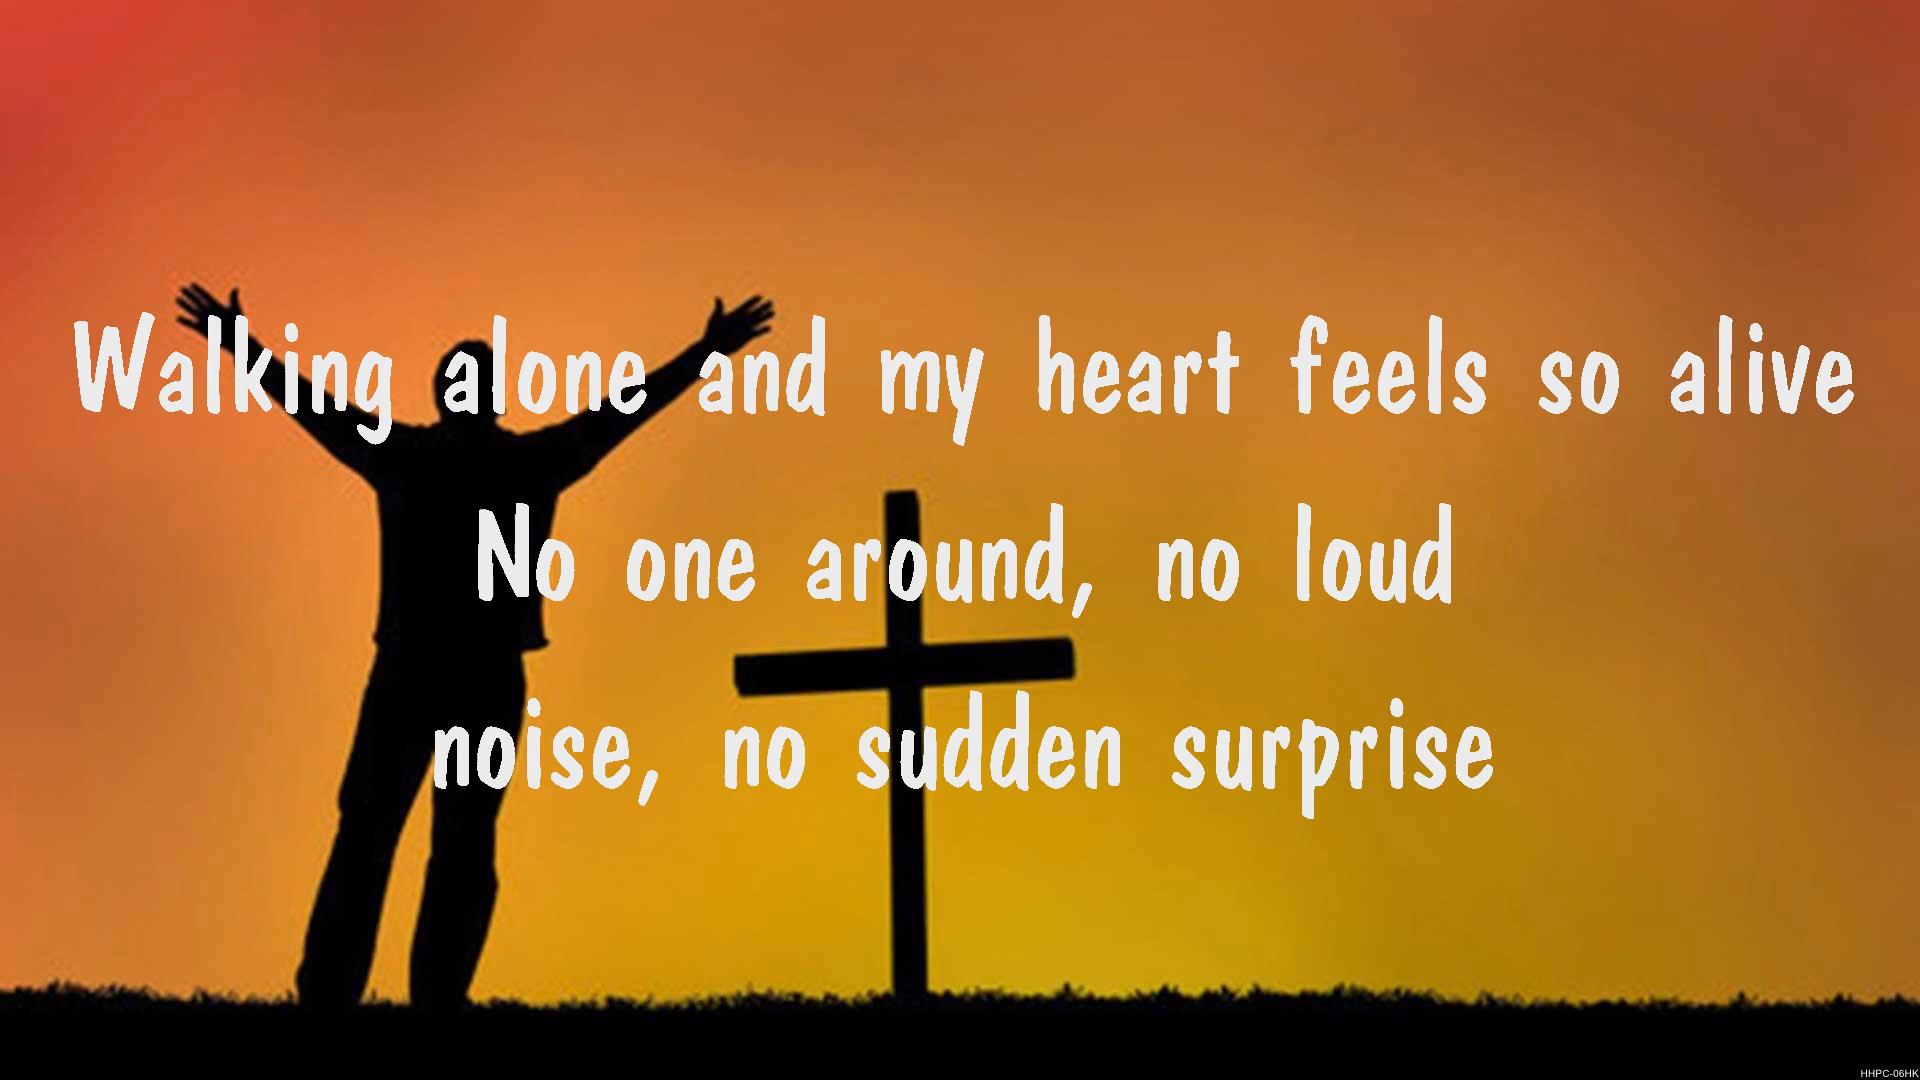 Walking alone and my heart feels so alive
No one around, no loud
noise, no sudden surprise
HHPC-06HK